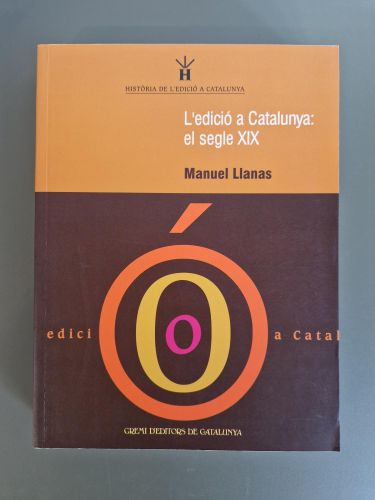 H
HISTÒRIA DE L'EDICIÓ A CATALUNYA
L'edició a Catalunya:
el segle XIX
Manuel Llanas
edici Ó a Catal
O
o
GREMI D'EDITORS DE CATALUNYA